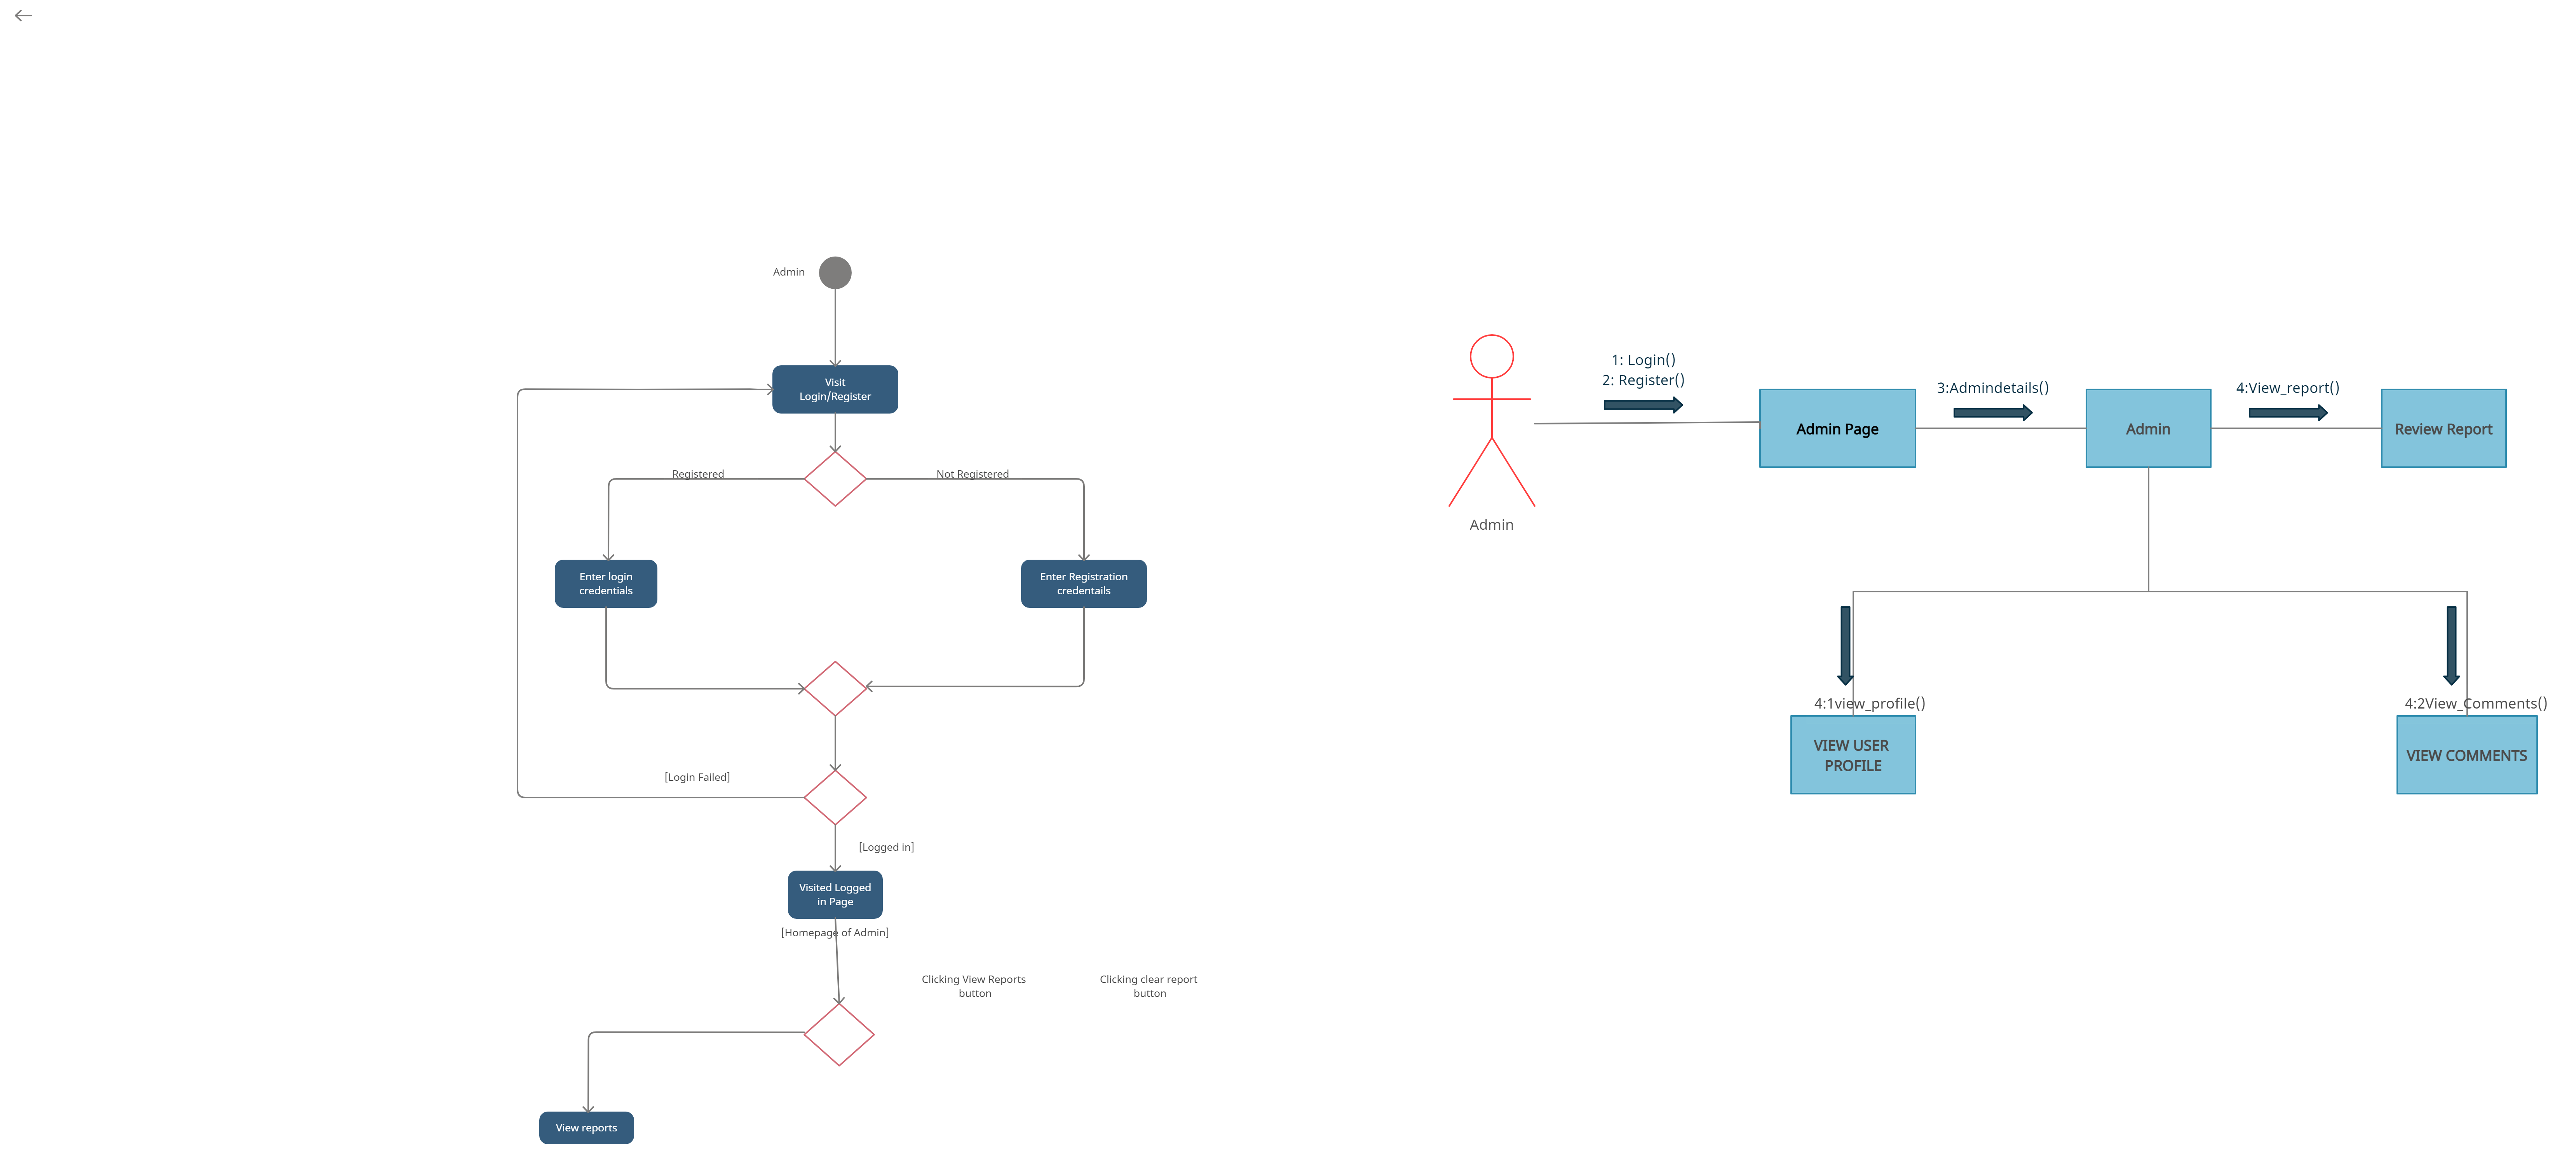 Admin
Visit
Login/Register
Registered
Not Registered
Enter login
credentials
Enter Registration
credentails
[Login Failed]
[Logged in]
Visited Logged
in Page
[Homepage of Admin]
Clicking View Reports
button
Clicking clear report
button
View reports
Admin
1: Login()
2: Register()
Admin Page
3:Admindetails()
Admin
4:View_report()
Review Report
4:1view_profile()
VIEW USER
PROFILE
4:2View_Comments()
VIEW COMMENTS